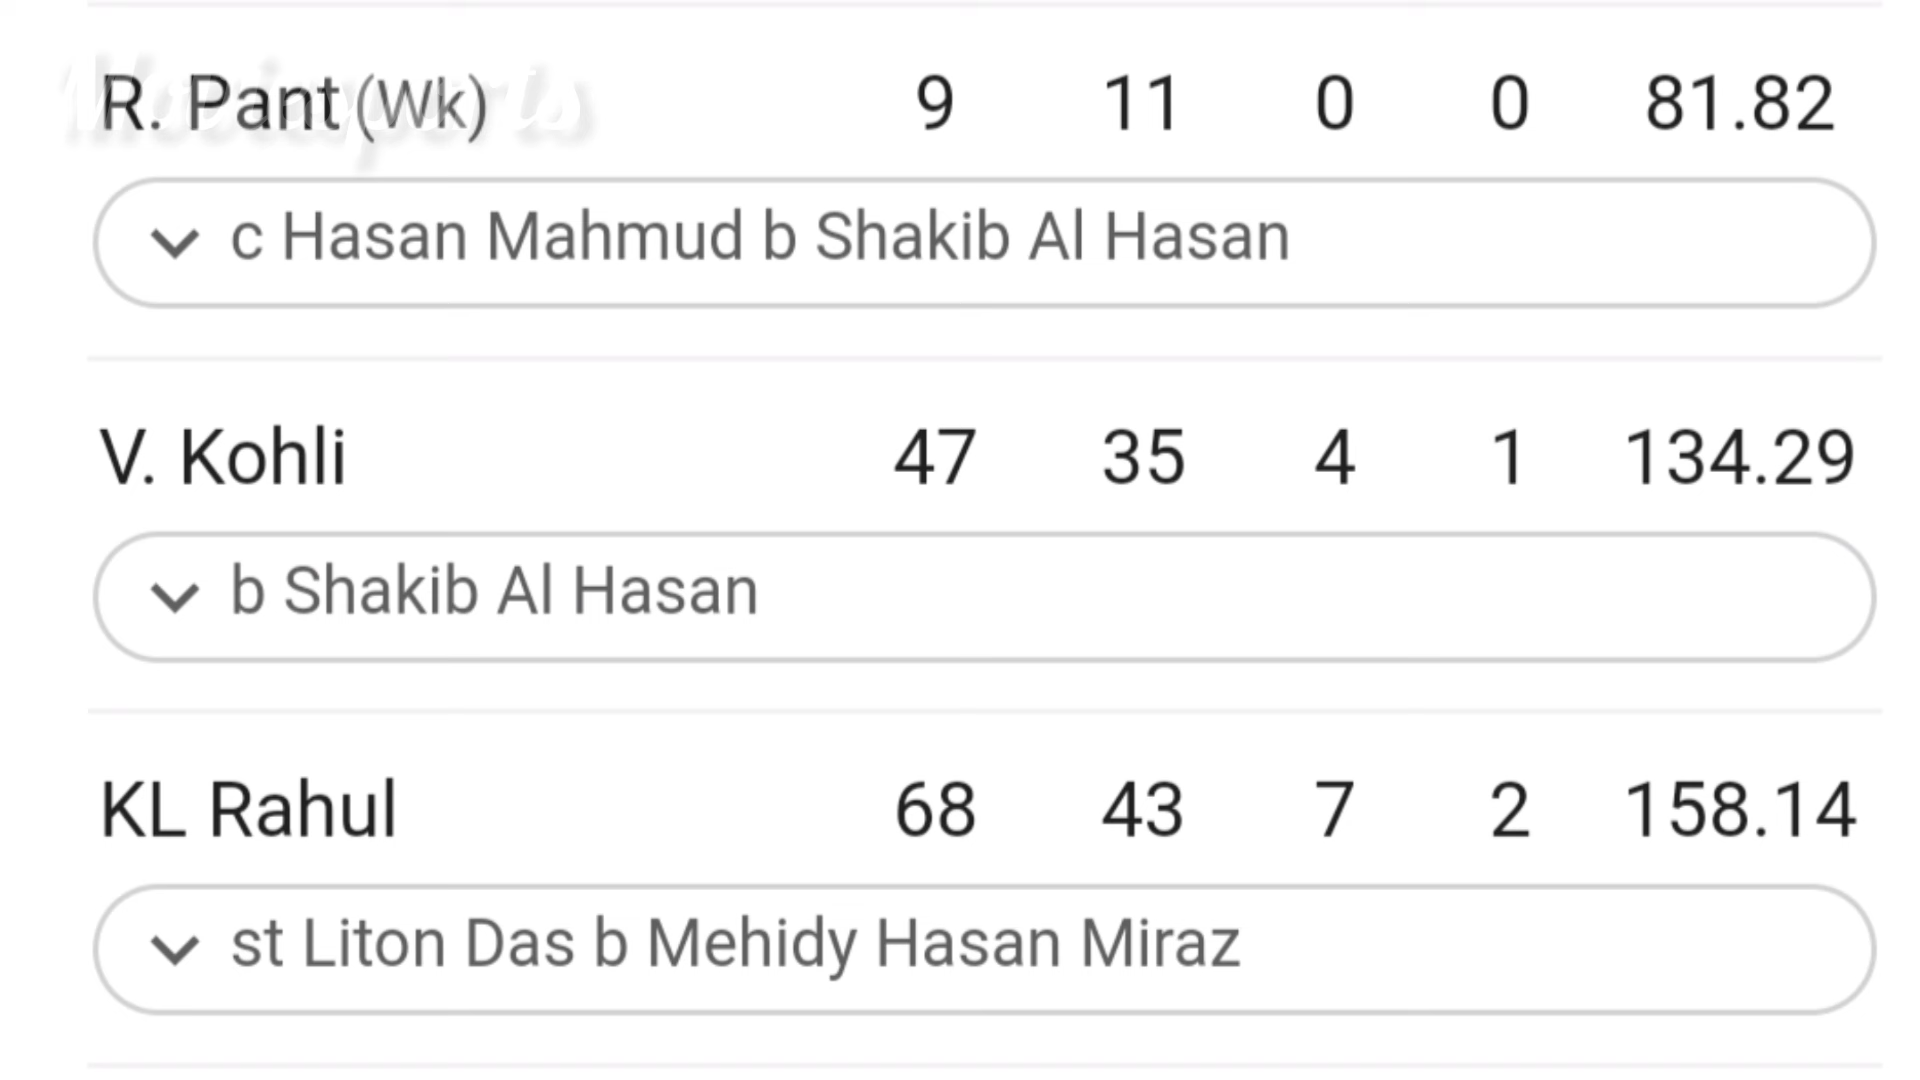 R. Pant (Wk) 9 11 0 0 81.82
c Hasan Mahmud b Shakib Al Hasan
V. Kohli 47 35 4 1 134.29
b Shakib Al Hasan
KL Rahul 68 43 7 2 158.14
st Liton Das b Mehidy Hasan Miraz